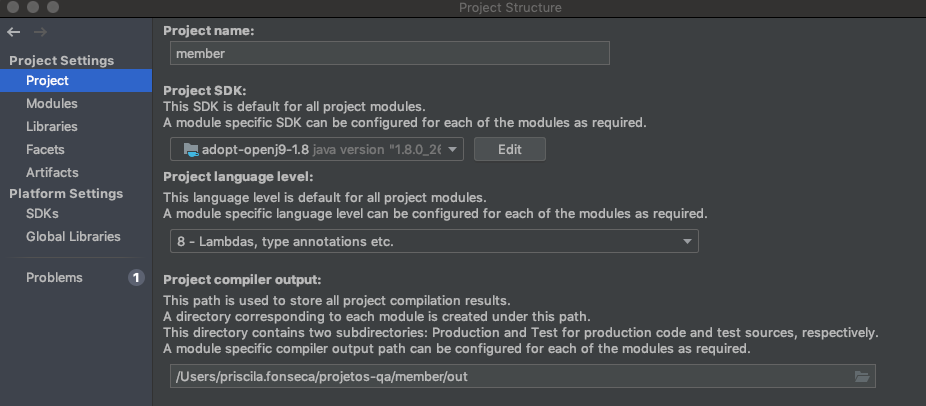 Project Structure
Project Settings
Project
Modules
Libraries
Facets
Artifacts
Platform Settings
SDKs
Global Libraries
Problems 1
Project name:
member
Project SDK:
This SDK is default for all project modules.
A module specific SDK can be configured for each of the modules as required.
adopt-openj9-1.8 java version "1.8.0_26 Edit
Project language level:
This language level is default for all project modules.
A module specific language level can be configured for each of the modules as required.
8 - Lambdas, type annotations etc.
Project compiler output:
This path is used to store all project compilation results.
A directory corresponding to each module is created under this path.
This directory contains two subdirectories: Production and Test for production code and test sources, respectively.
A module specific compiler output path can be configured for each of the modules as required.
/Users/priscila.fonseca/projetos-qa/member/out